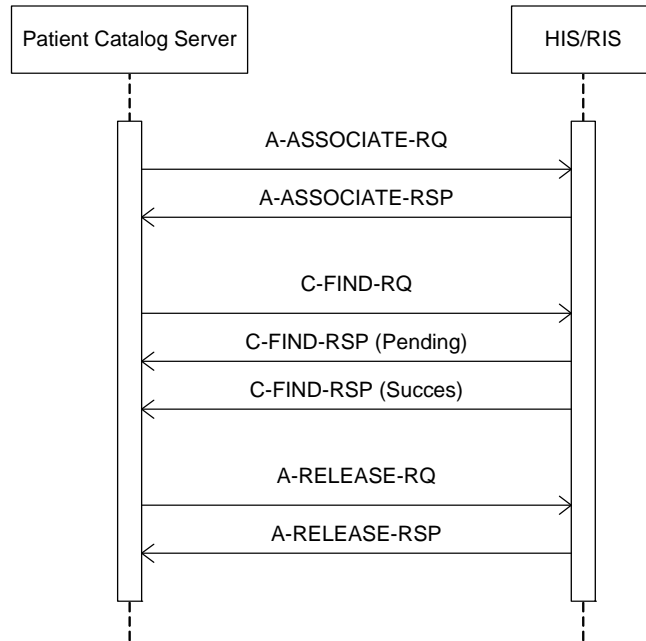 Patient Catalog Server
HIS/RIS
A-ASSOCIATE-RQ
A-ASSOCIATE-RSP
C-FIND-RQ
C-FIND-RSP (Pending)
C-FIND-RSP (Succes)
A-RELEASE-RQ
A-RELEASE-RSP